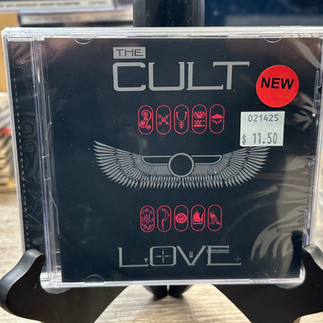 THE
CULT
NEW
021425
$ 11.50
LOVE